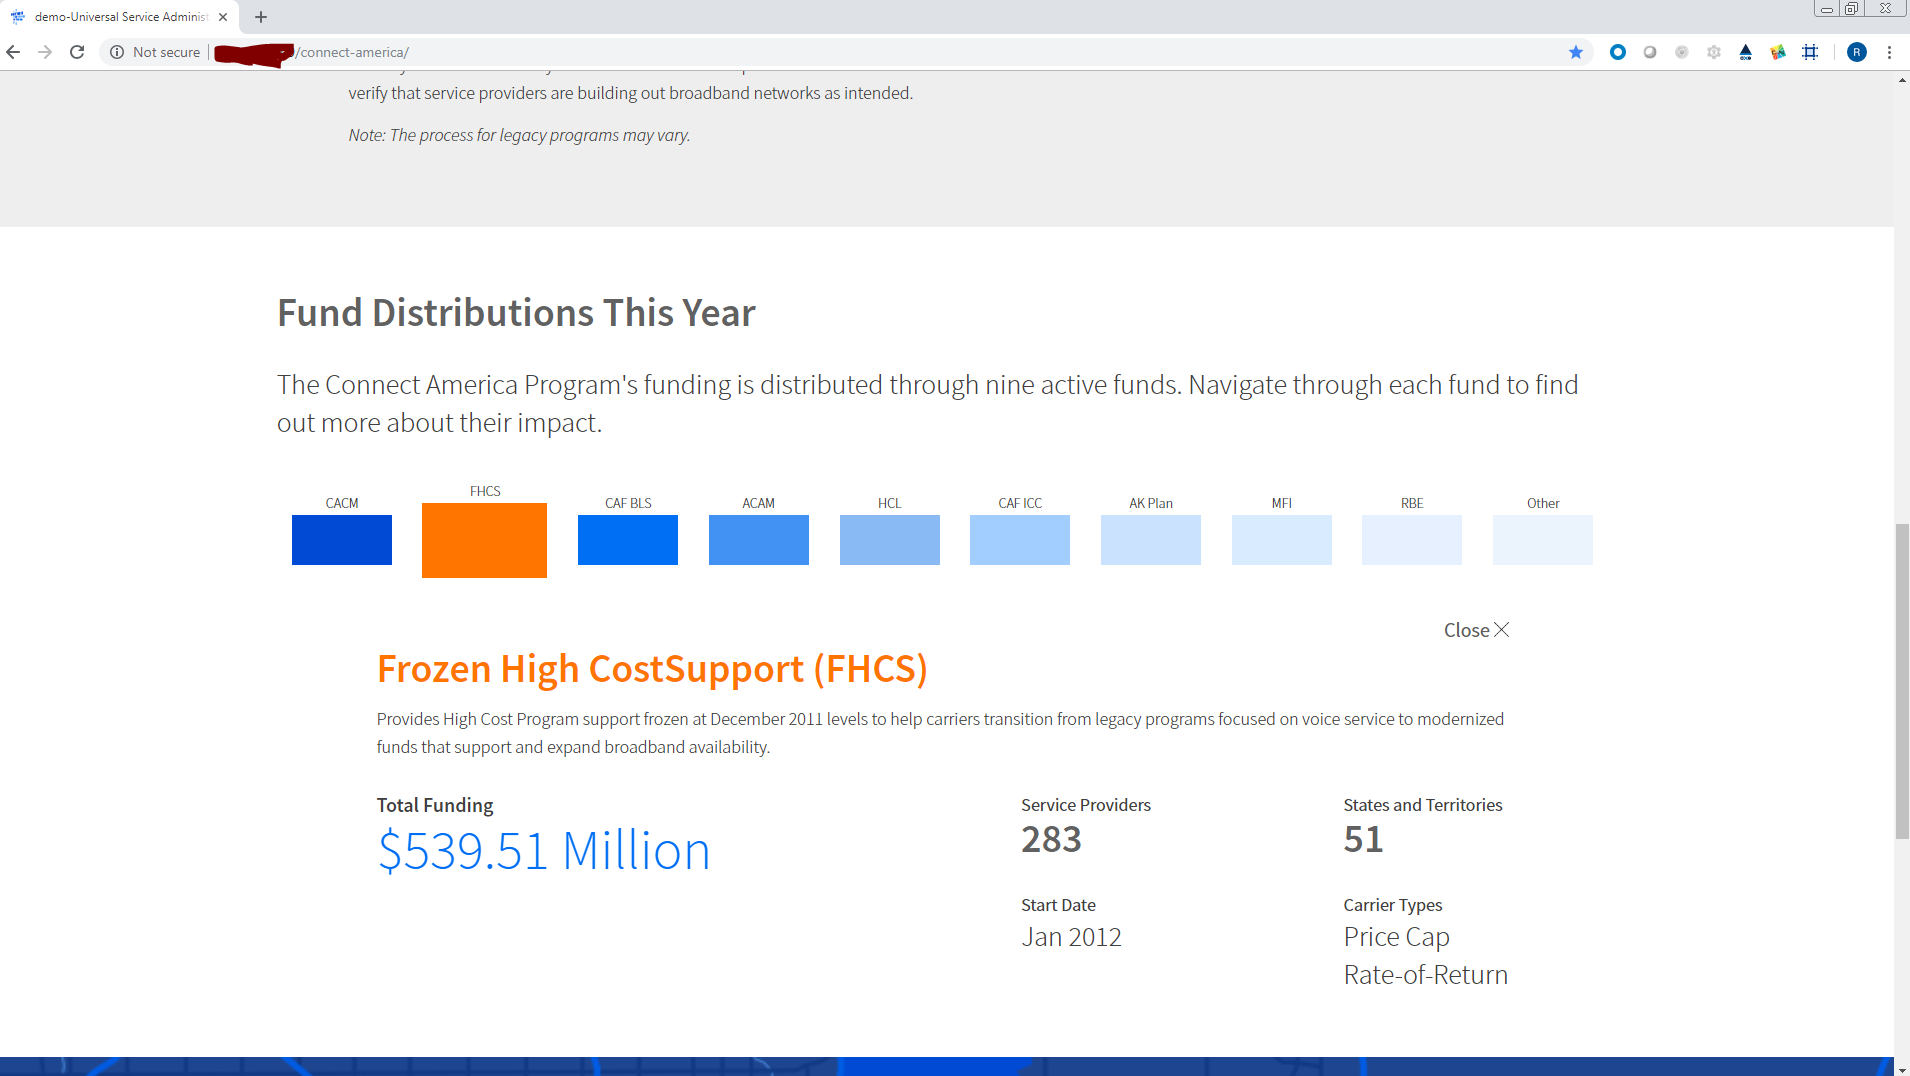 demo-Universal Service Adminis
Not secure
/connect-america/
R
verify that service providers are building out broadband networks as intended.
Note: The process for legacy programs may vary.
Fund Distributions This Year
The Connect America Program's funding is distributed through nine active funds. Navigate through each fund to find
out more about their impact.
CACM FHCS CAF BLS ACAM HCL CAF ICC AK Plan MFI RBE Other
Close
Frozen High CostSupport (FHCS)
Provides High Cost Program support frozen at December 2011 levels to help carriers transition from legacy programs focused on voice service to modernized
funds that support and expand broadband availability.
Total Funding
$539.51 Million
Service Providers
283
States and Territories
51
Start Date
Jan 2012
Carrier Types
Price Cap
Rate-of-Return